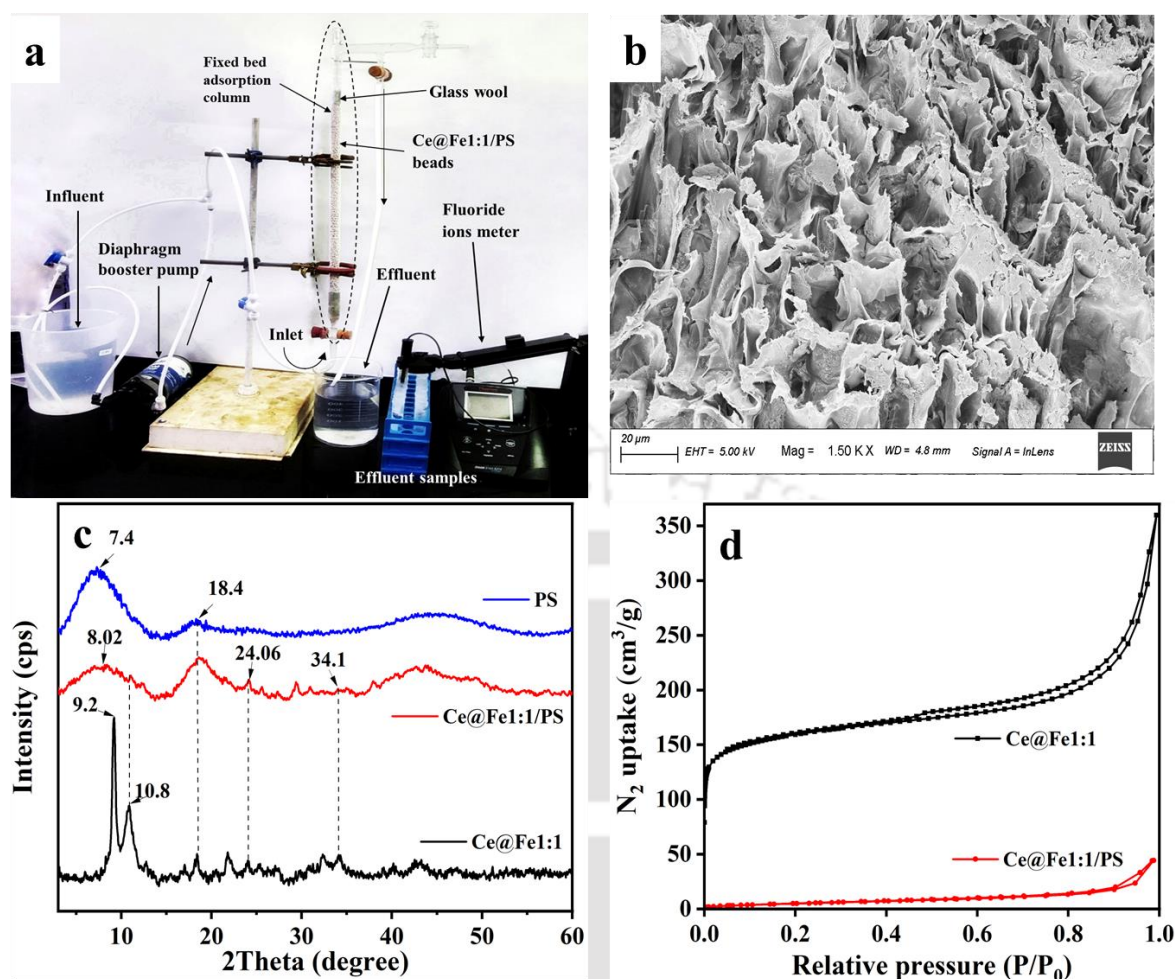 a
Fixed bed
adsorption
column
Glass wool
Ce@Fe1:1/PS
beads
Influent
Diaphragm
booster pump
Fluoride
ions meter
Effluent
Inlet
Effluent samples
b
20 µm
EHT = 5.00 kV
Mag = 1.50 K X
WD = 4.8 mm
Signal A = InLens
ZEISS
c
7.4
18.4
PS
8.02
24.06
34.1
Ce@Fe1:1/PS
9.2
10.8
Ce@Fe1:1
Intensity (cps)
10 20 30 40 50 60
2Theta (degree)
d
350
300
250
200
150
100
50
0
N₂ uptake (cm³/g)
Ce@Fe1:1
Ce@Fe1:1/PS
0.0 0.2 0.4 0.6 0.8 1.0
Relative pressure (P/P₀)